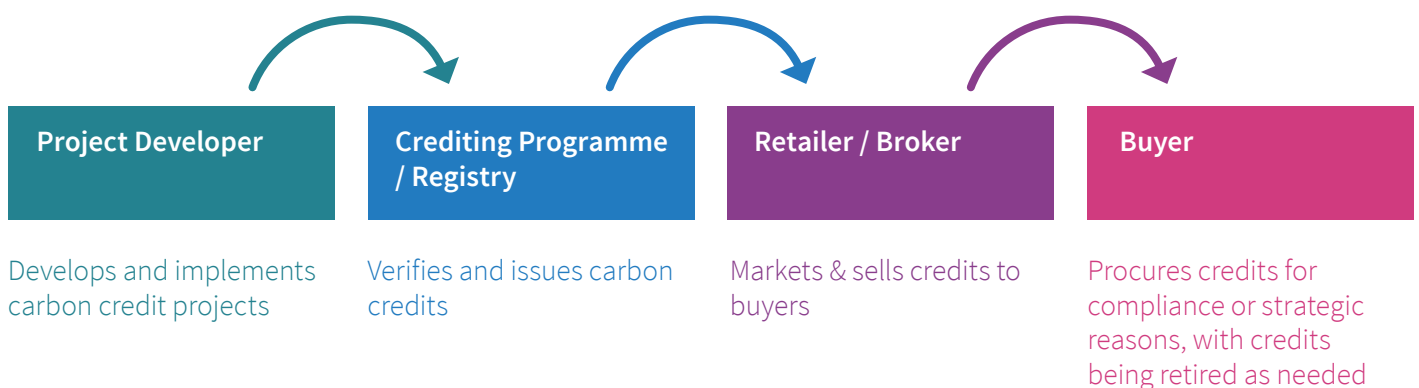 Project Developer
Crediting Programme
/ Registry
Retailer / Broker
Buyer
Develops and implements
carbon credit projects
Verifies and issues carbon
credits
Markets & sells credits to
buyers
Procures credits for
compliance or strategic
reasons, with credits
being retired as needed